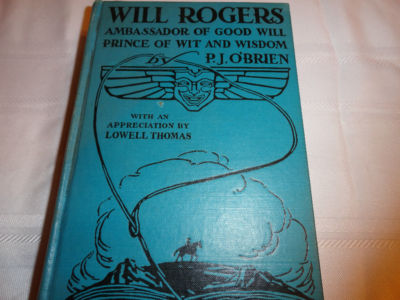 WILL ROGERS
AMBASSADOR OF GOOD WILL
PRINCE OF WIT AND WISDOM
by P.J. O'BRIEN
WITH AN
APPRECIATION BY
LOWELL THOMAS